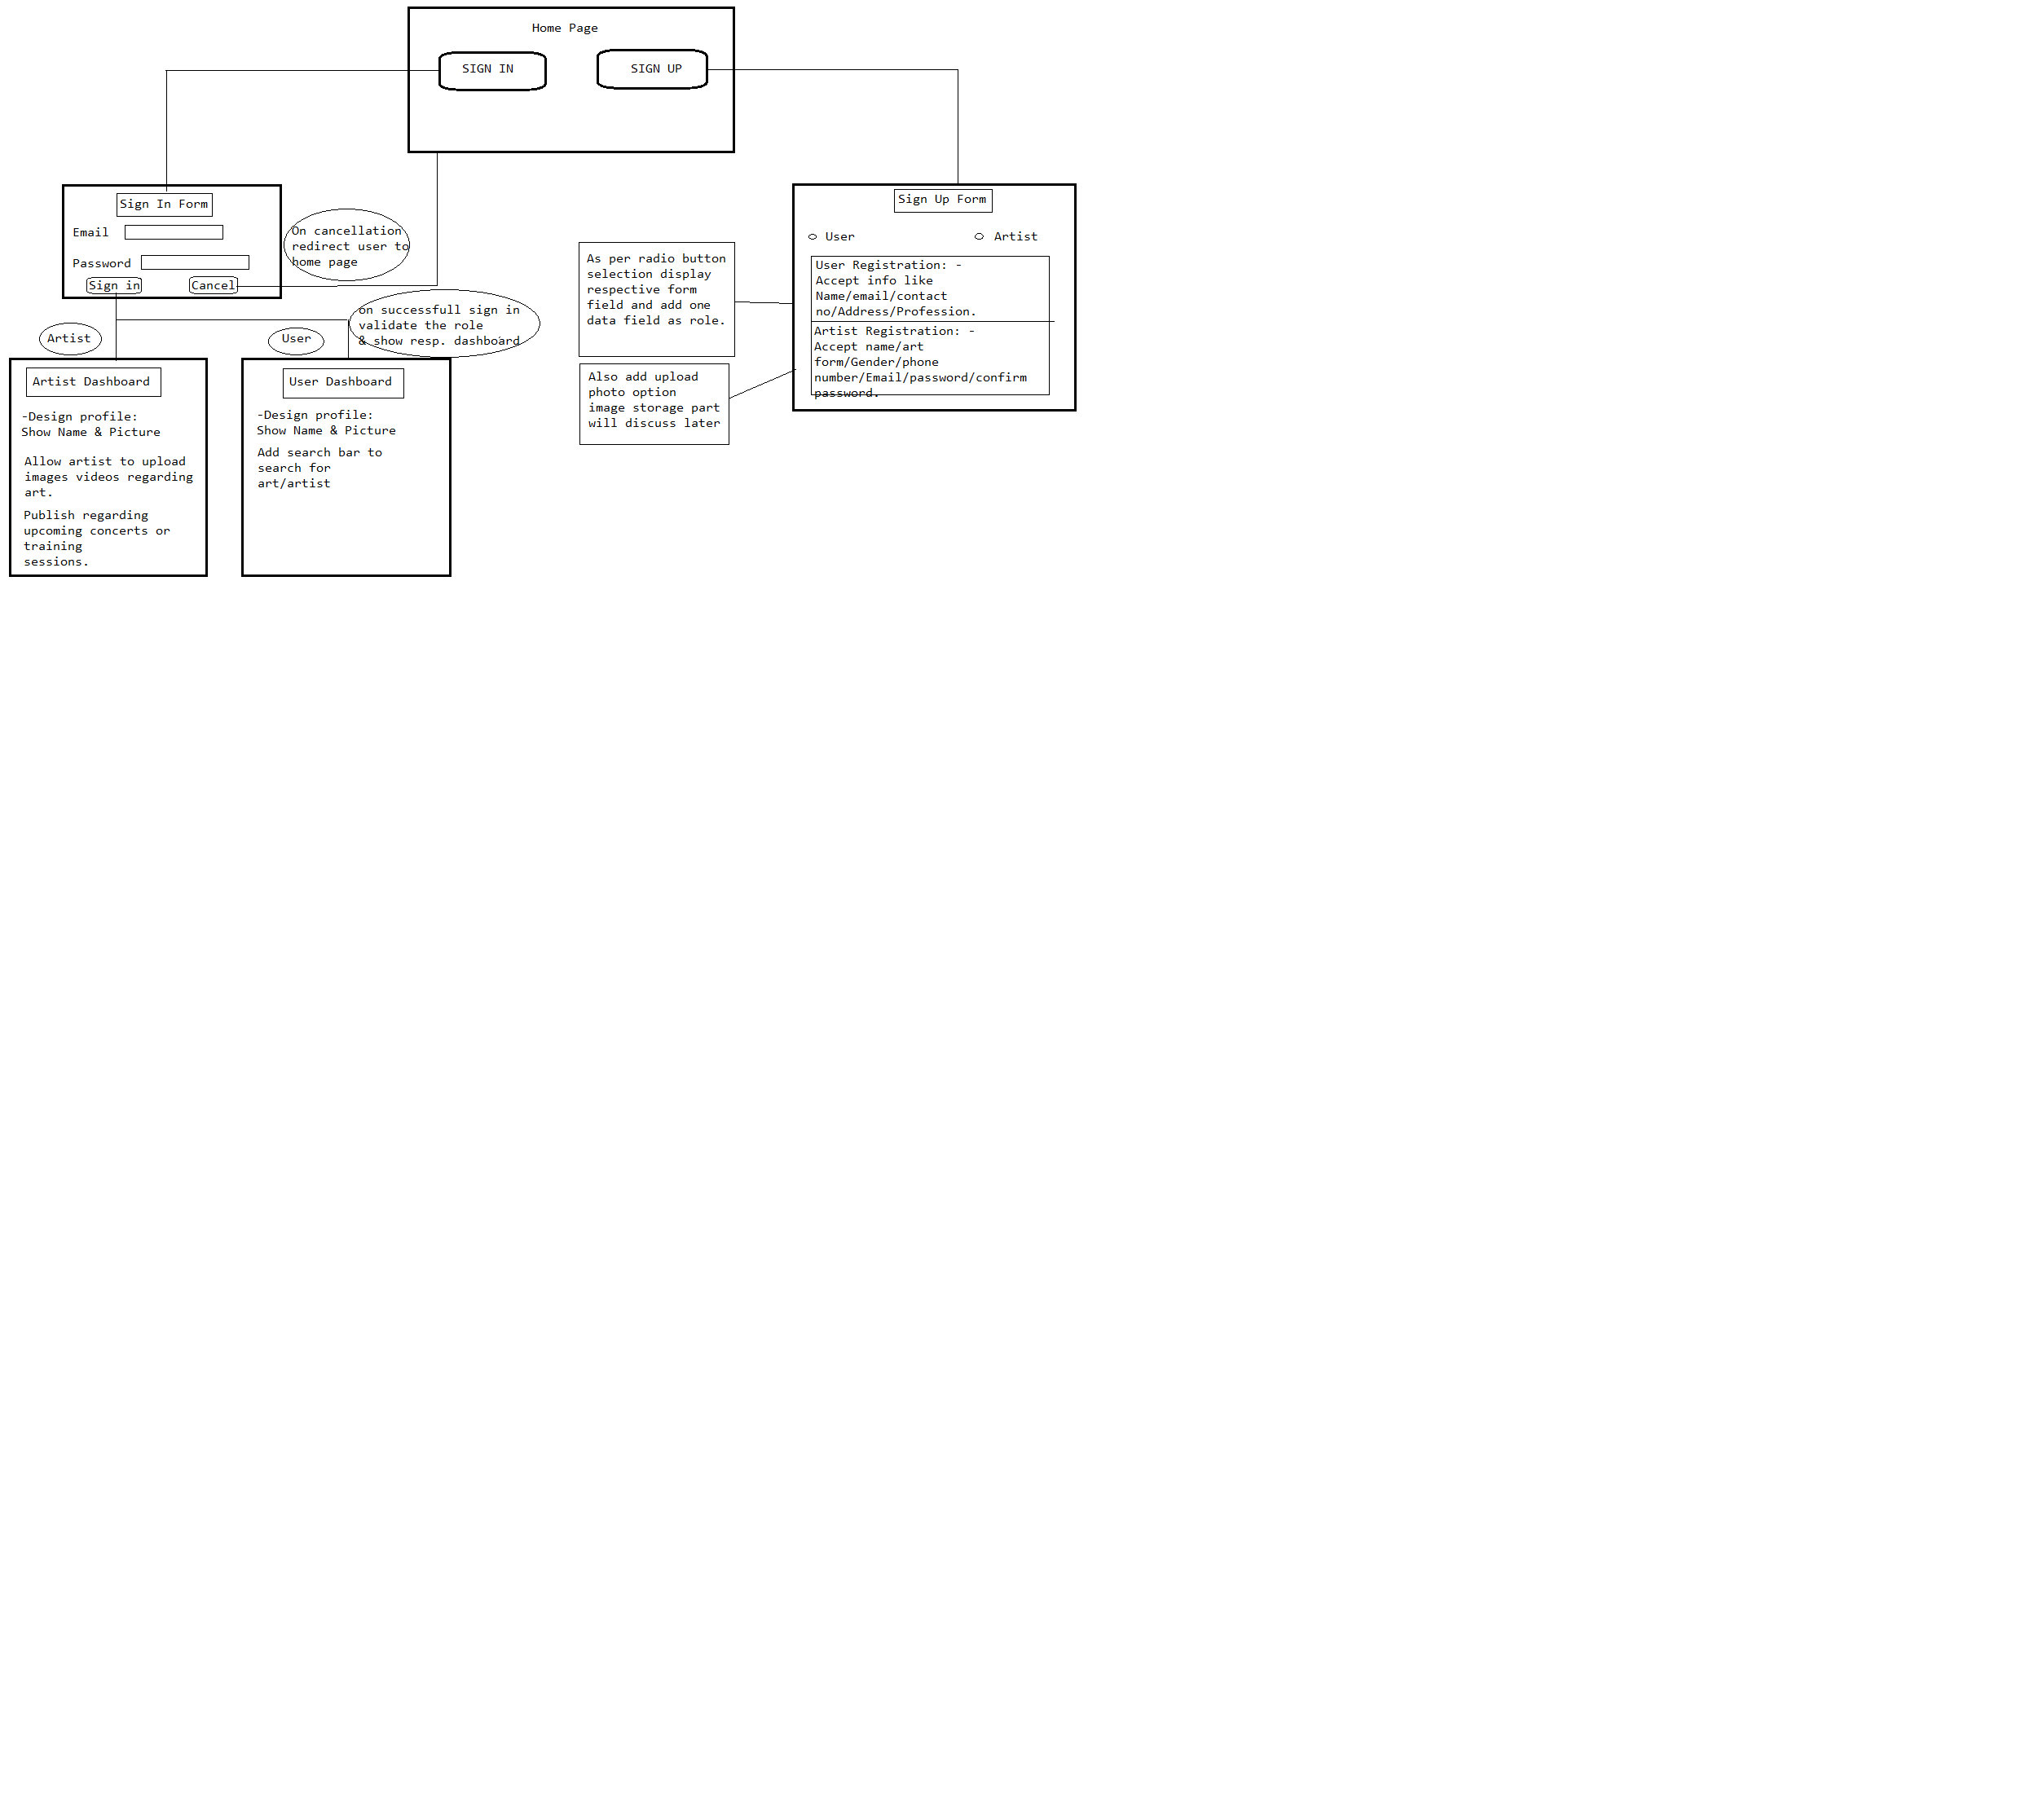 Home Page
SIGN IN
SIGN UP
Sign In Form
Email
Password
Sign in
Cancel
On cancellation
redirect user to
home page
on successfull sign in
validate the role
& show resp. dashboard
Artist
User
Artist Dashboard
-Design profile:
Show Name & Picture
Allow artist to upload
images videos regarding
art.
Publish regarding
upcoming concerts or
training
sessions.
User Dashboard
-Design profile:
Show Name & Picture
Add search bar to
search for
art/artist
As per radio button
selection display
respective form
field and add one
data field as role.
Also add upload
photo option
image storage part
will discuss later
Sign Up Form
User
Artist
User Registration: -
Accept info like
Name/email/contact
no/Address/Profession.
Artist Registration: -
Accept name/art
form/Gender/phone
number/Email/password/confirm
password.